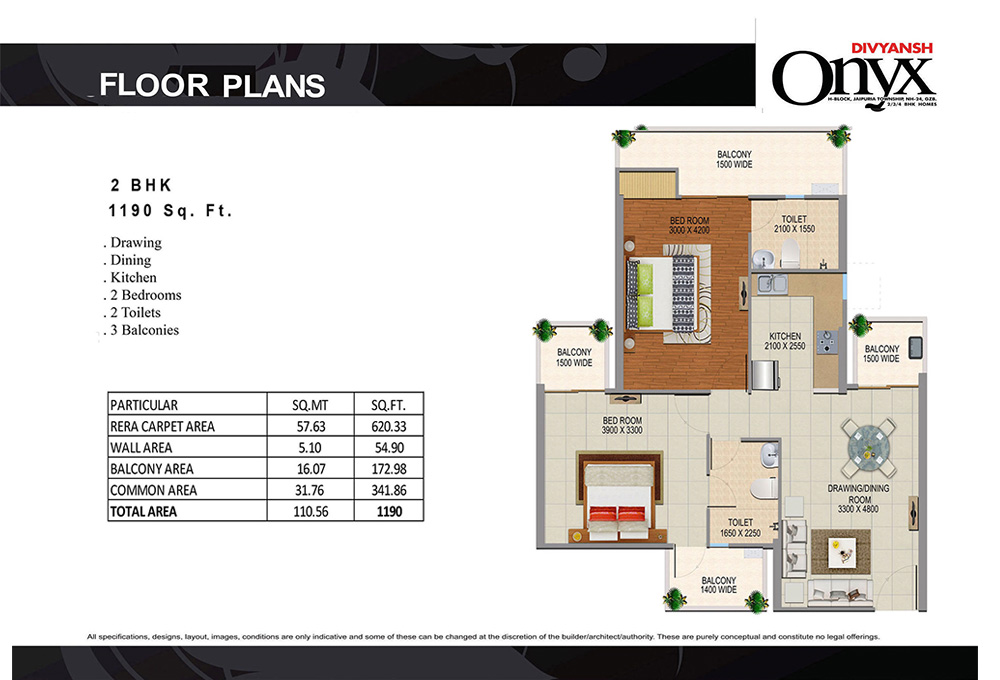 FLOOR PLANS
DIVYANSH
Onyx
H-BLOCK, JAIPURIA TOWNSHIP, NH-24, GZB.
2/3/4 BHK HOMES
2 BHK
1190 Sq. Ft.
. Drawing
. Dining
. Kitchen
. 2 Bedrooms
. 2 Toilets
. 3 Balconies
PARTICULAR SQ.MT SQ.FT.
RERA CARPET AREA 57.63 620.33
WALL AREA 5.10 54.90
BALCONY AREA 16.07 172.98
COMMON AREA 31.76 341.86
TOTAL AREA 110.56 1190
BALCONY
1500 WIDE
BED ROOM
3000 X 4200
TOILET
2100 X 1550
KITCHEN
2100 X 2550
BALCONY
1500 WIDE
BALCONY
1500 WIDE
BED ROOM
3900 X 3300
DRAWING/DINING
ROOM
3300 X 4800
TOILET
1650 X 2250
BALCONY
1400 WIDE
All specifications, designs, layout, images, conditions are only indicative and some of these can be changed at the discretion of the builder/architect/authority. These are purely conceptual and constitute no legal offerings.